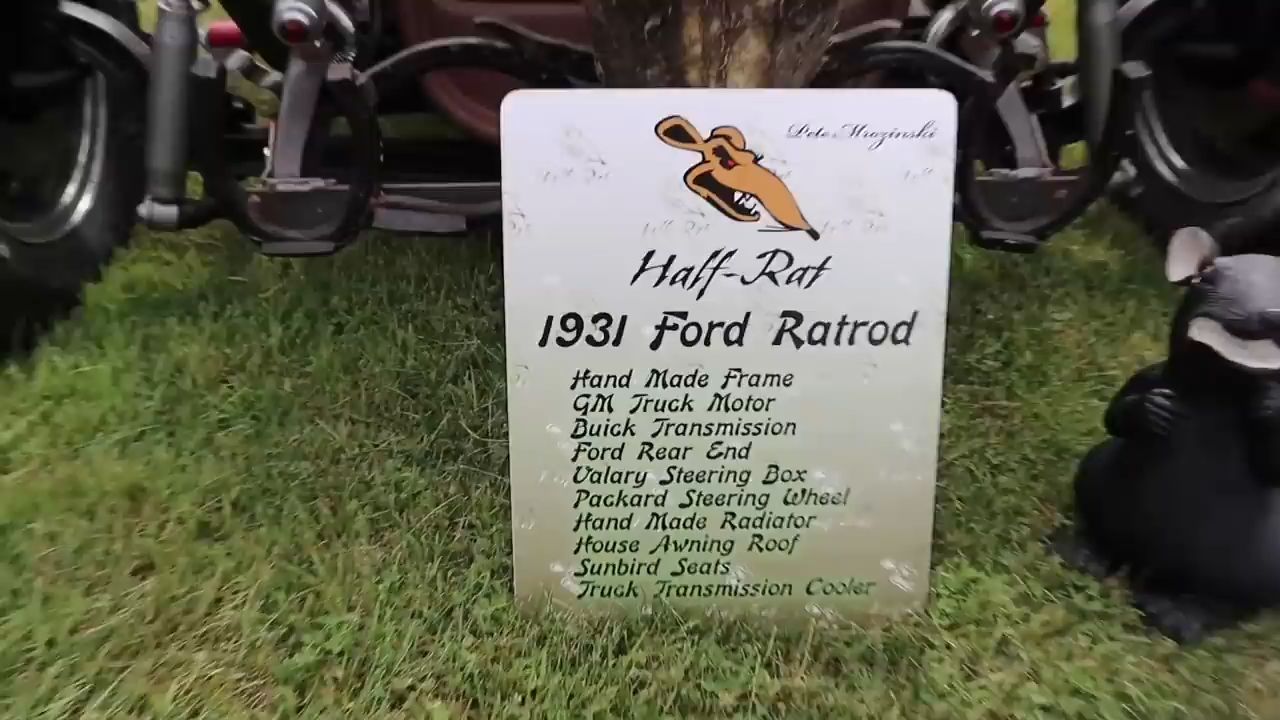 Pete Mrozinski
Half-Rat
1931 Ford Ratrod
Hand Made Frame
GM Truck Motor
Buick Transmission
Ford Rear End
Valary Steering Box
Packard Steering Wheel
Hand Made Radiator
House Awning Roof
Sunbird Seats
Truck Transmission Cooler